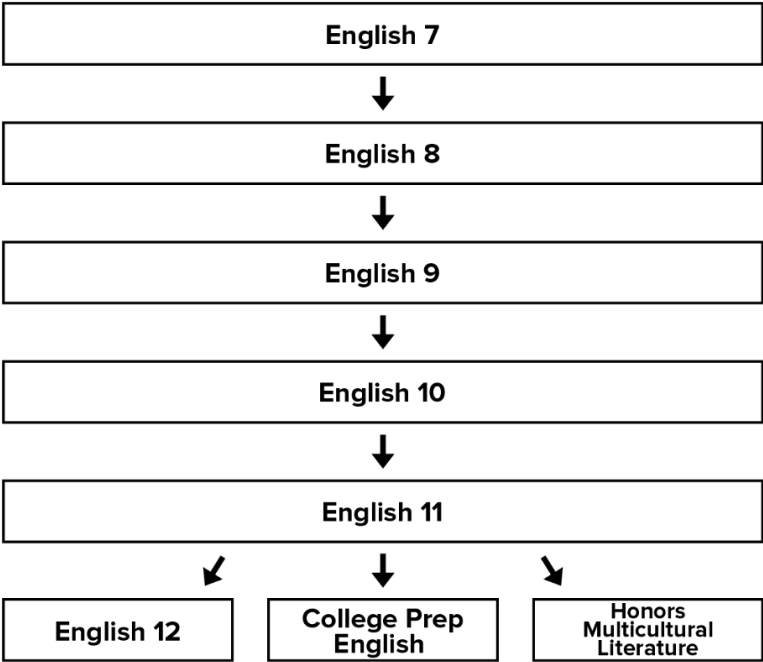 English 7
English 8
English 9
English 10
English 11
English 12
College Prep
English
Honors
Multicultural
Literature